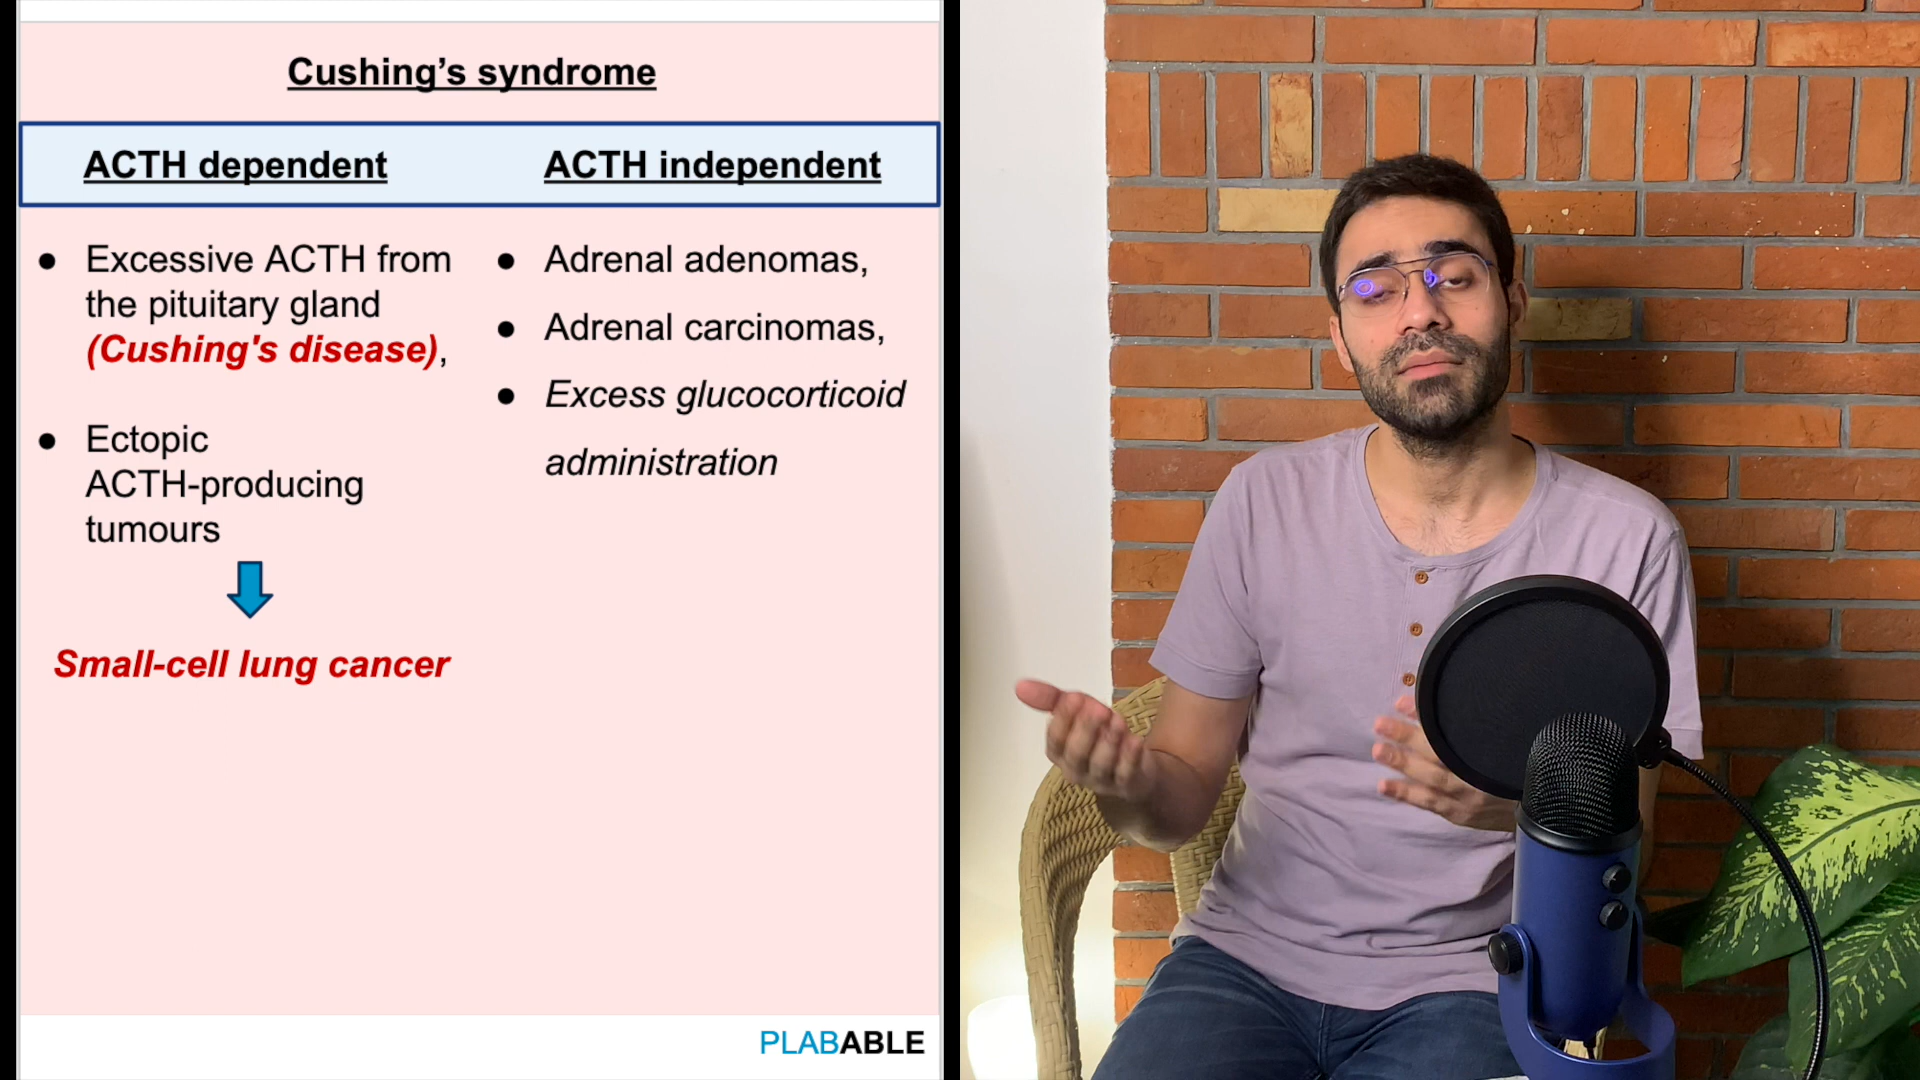 Cushing’s syndrome
ACTH dependent
ACTH independent
● Excessive ACTH from
the pituitary gland
(Cushing's disease),
● Ectopic
ACTH-producing
tumours
Small-cell lung cancer
● Adrenal adenomas,
● Adrenal carcinomas,
● Excess glucocorticoid
administration
PLABABLE